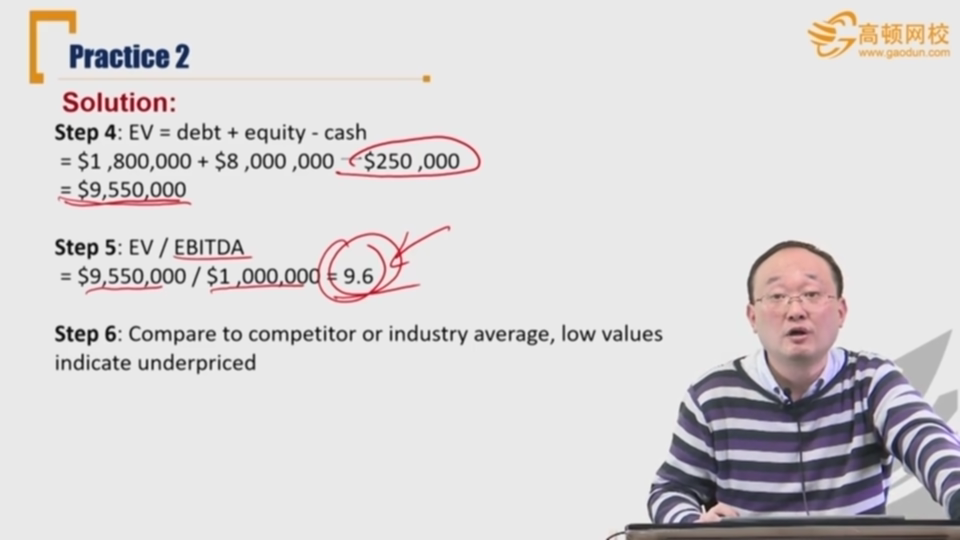 Practice 2
高顿网校
www.gaodun.com
Solution:
Step 4: EV = debt + equity - cash
= $1 ,800,000 + $8 ,000 ,000 - $250 ,000
= $9,550,000
Step 5: EV / EBITDA
= $9,550,000 / $1 ,000,000 = 9.6
Step 6: Compare to competitor or industry average, low values
indicate underpriced